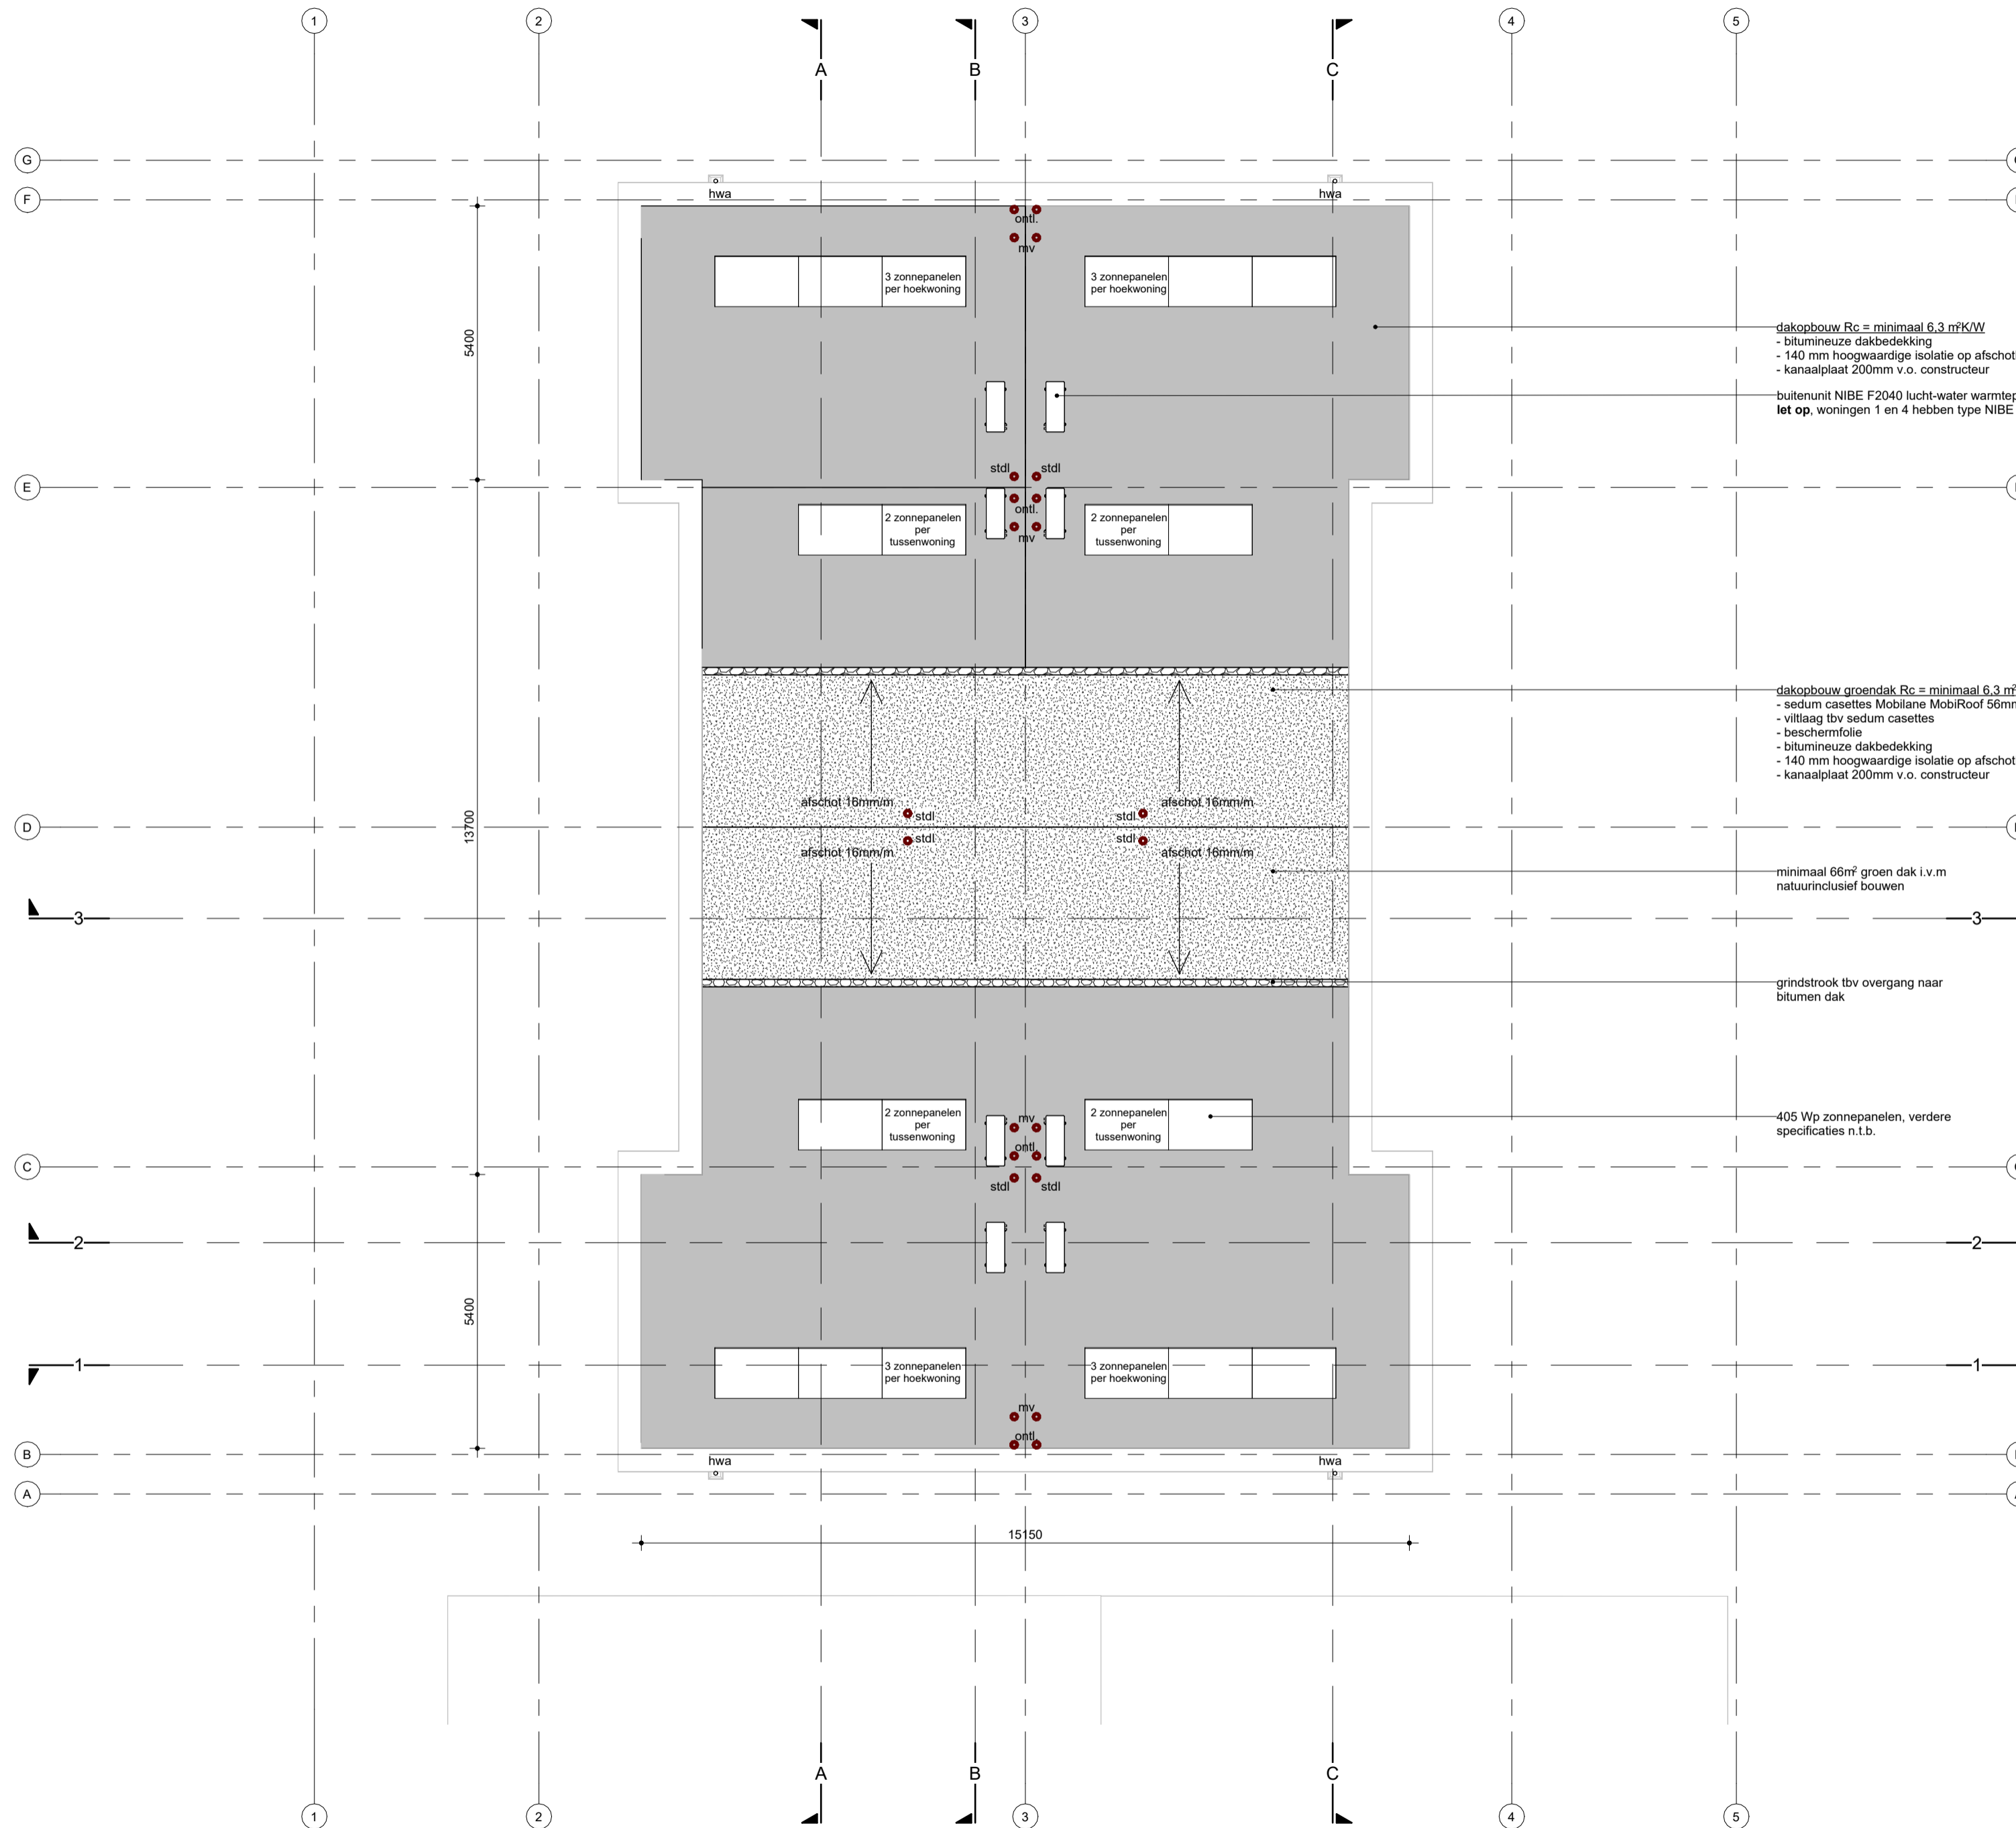 1 2 3 4 5
A B C
G
F
hwa hwa
ontl.
mv
3 zonnepanelen
per hoekwoning
3 zonnepanelen
per hoekwoning
5400
dakopbouw Rc = minimaal 6,3 m²K/W
- bitumineuze dakbedekking
- 140 mm hoogwaardige isolatie op afschot
- kanaalplaat 200mm v.o. constructeur
buitenunit NIBE F2040 lucht-water
let op, woningen 1 en 4 hebben type NIBE
stdl stdl
E
ontl.
mv
2 zonnepanelen
per
tussenwoning
2 zonnepanelen
per
tussenwoning
dakopbouw groendak Rc = minimaal 6,3 m²
- sedum casettes Mobilane MobiRoof 56mm
- viltlaag tbv sedum casettes
- beschermfolie
- bitumineuze dakbedekking
- 140 mm hoogwaardige isolatie op afschot
- kanaalplaat 200mm v.o. constructeur
afschot 16mm/m afschot 16mm/m
stdl stdl
D
13700
stdl stdl
afschot 16mm/m afschot 16mm/m
minimaal 66m² groen dak i.v.m
natuurinclusief bouwen
3 3
grindstrook tbv overgang naar
bitumen dak
2 zonnepanelen
per
tussenwoning
2 zonnepanelen
per
tussenwoning
mv
ontl.
405 Wp zonnepanelen, verdere
specificaties n.t.b.
C
stdl stdl
2 2
5400
1 1
3 zonnepanelen
per hoekwoning
3 zonnepanelen
per hoekwoning
mv
ontl.
B
hwa hwa
A
15150
A B C
1 2 3 4 5